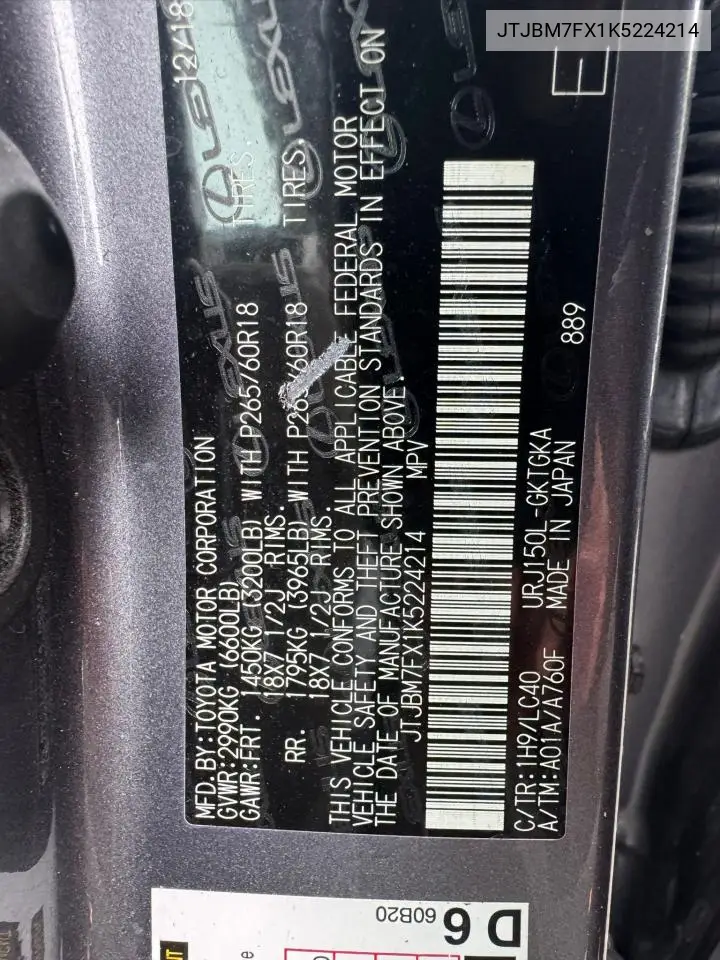 JTJBM7FX1K5224214
MFD.BY:TOYOTA MOTOR CORPORATION 12/18
GVWR:2990KG (6600LB)
GAWR:FRT. 1450KG (3200LB) WITH P265/60R18 TIRES.
18X7 1/2J RIMS.
RR. 1795KG (3965LB) WITH 60R18 TIRES.
18X7 1/2J RIMS.
THIS VEHICLE CONFORMS TO ALL APPLICABLE FEDERAL MOTOR
VEHICLE SAFETY AND THEFT PREVENTION STANDARDS IN EFFECT ON
THE DATE OF MANUFACTURE SHOWN ABOVE.
JTJBM7FX1K5224214 MPV
C/TR:1H9/LC40 URJ150L-GKTGKA 889
A/TM:A01A/A760F MADE IN JAPAN
LEXUS
LEXUS
LEXUS
D6
60B20